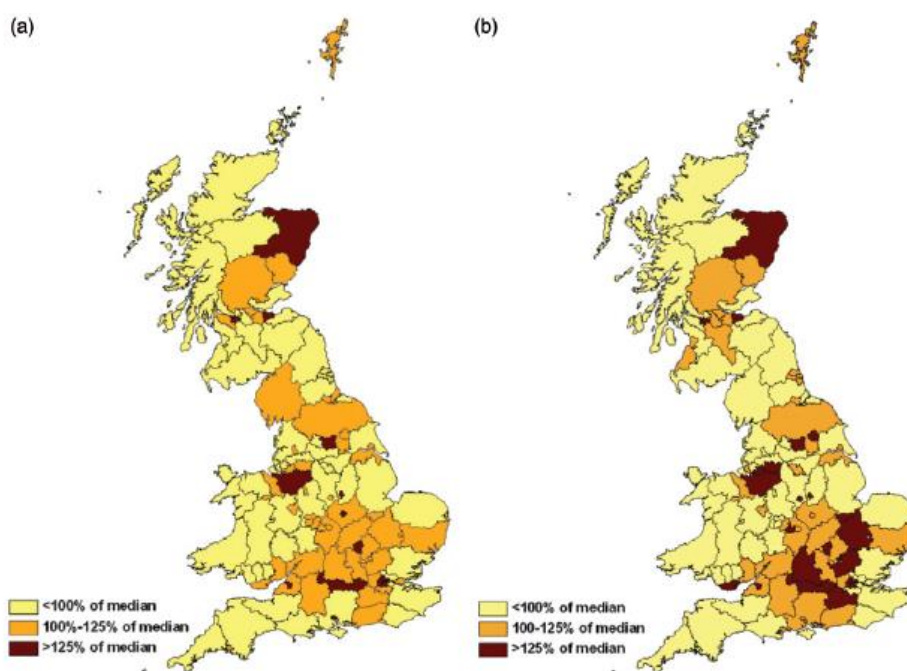 (a)
<100% of median
100%-125% of median
>125% of median
(b)
<100% of median
100-125% of median
>125% of median